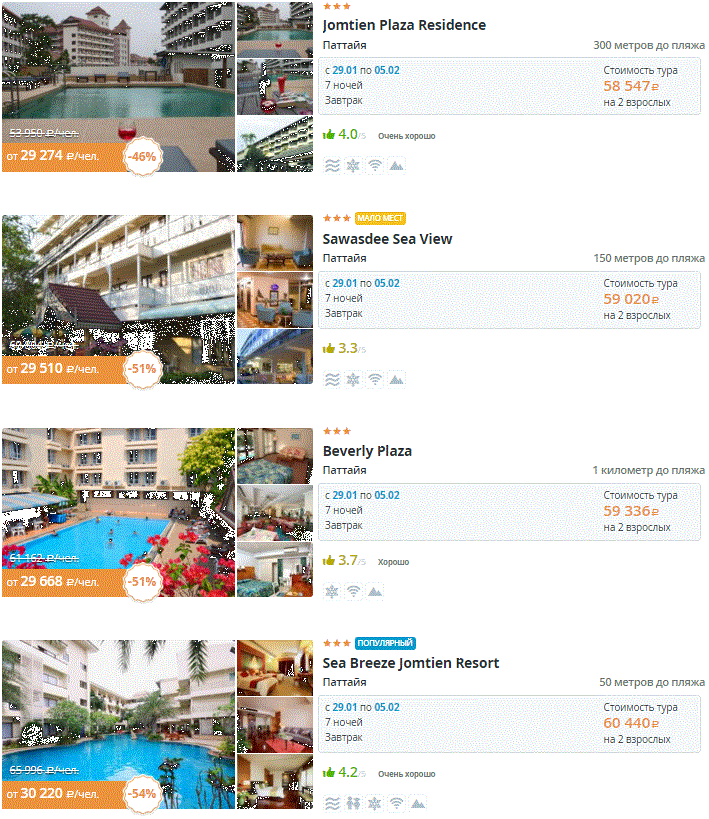 Jomtien Plaza Residence
Паттайя 300 метров до пляжа
с 29.01 по 05.02 Стоимость тура
7 ночей 58 547 ₽
Завтрак на 2 взрослых
53 950 ₽/чел.
от 29 274 ₽/чел. -46%
4.0/5 Очень хорошо
МАЛО МЕСТ
Sawasdee Sea View
Паттайя 150 метров до пляжа
с 29.01 по 05.02 Стоимость тура
7 ночей 59 020 ₽
Завтрак на 2 взрослых
₽/чел.
от 29 510 ₽/чел. -51%
3.3/5
Beverly Plaza
Паттайя 1 километр до пляжа
с 29.01 по 05.02 Стоимость тура
7 ночей 59 336 ₽
Завтрак на 2 взрослых
61 162 ₽/чел.
от 29 668 ₽/чел. -51%
3.7/5 Хорошо
ПОПУЛЯРНЫЙ
Sea Breeze Jomtien Resort
Паттайя 50 метров до пляжа
с 29.01 по 05.02 Стоимость тура
7 ночей 60 440 ₽
Завтрак на 2 взрослых
65 996 ₽/чел.
от 30 220 ₽/чел. -54%
4.2/5 Очень хорошо